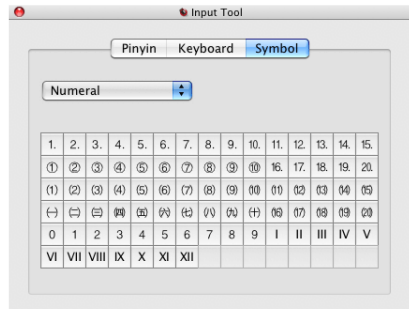 Input Tool
Pinyin Keyboard Symbol
Numeral
1. 2. 3. 4. 5. 6. 7. 8. 9. 10. 11. 12. 13. 14. 15.
① ② ③ ④ ⑤ ⑥ ⑦ ⑧ ⑨ ⑩ 16. 17. 18. 19. 20.
(1) (2) (3) (4) (5) (6) (7) (8) (9) (10) (11) (12) (13) (14) (15)
(一) (二) (三) (四) (五) (六) (七) (八) (九) (十) (16) (17) (18) (19) (20)
0 1 2 3 4 5 6 7 8 9 I II III IV V
VI VII VIII IX X XI XII